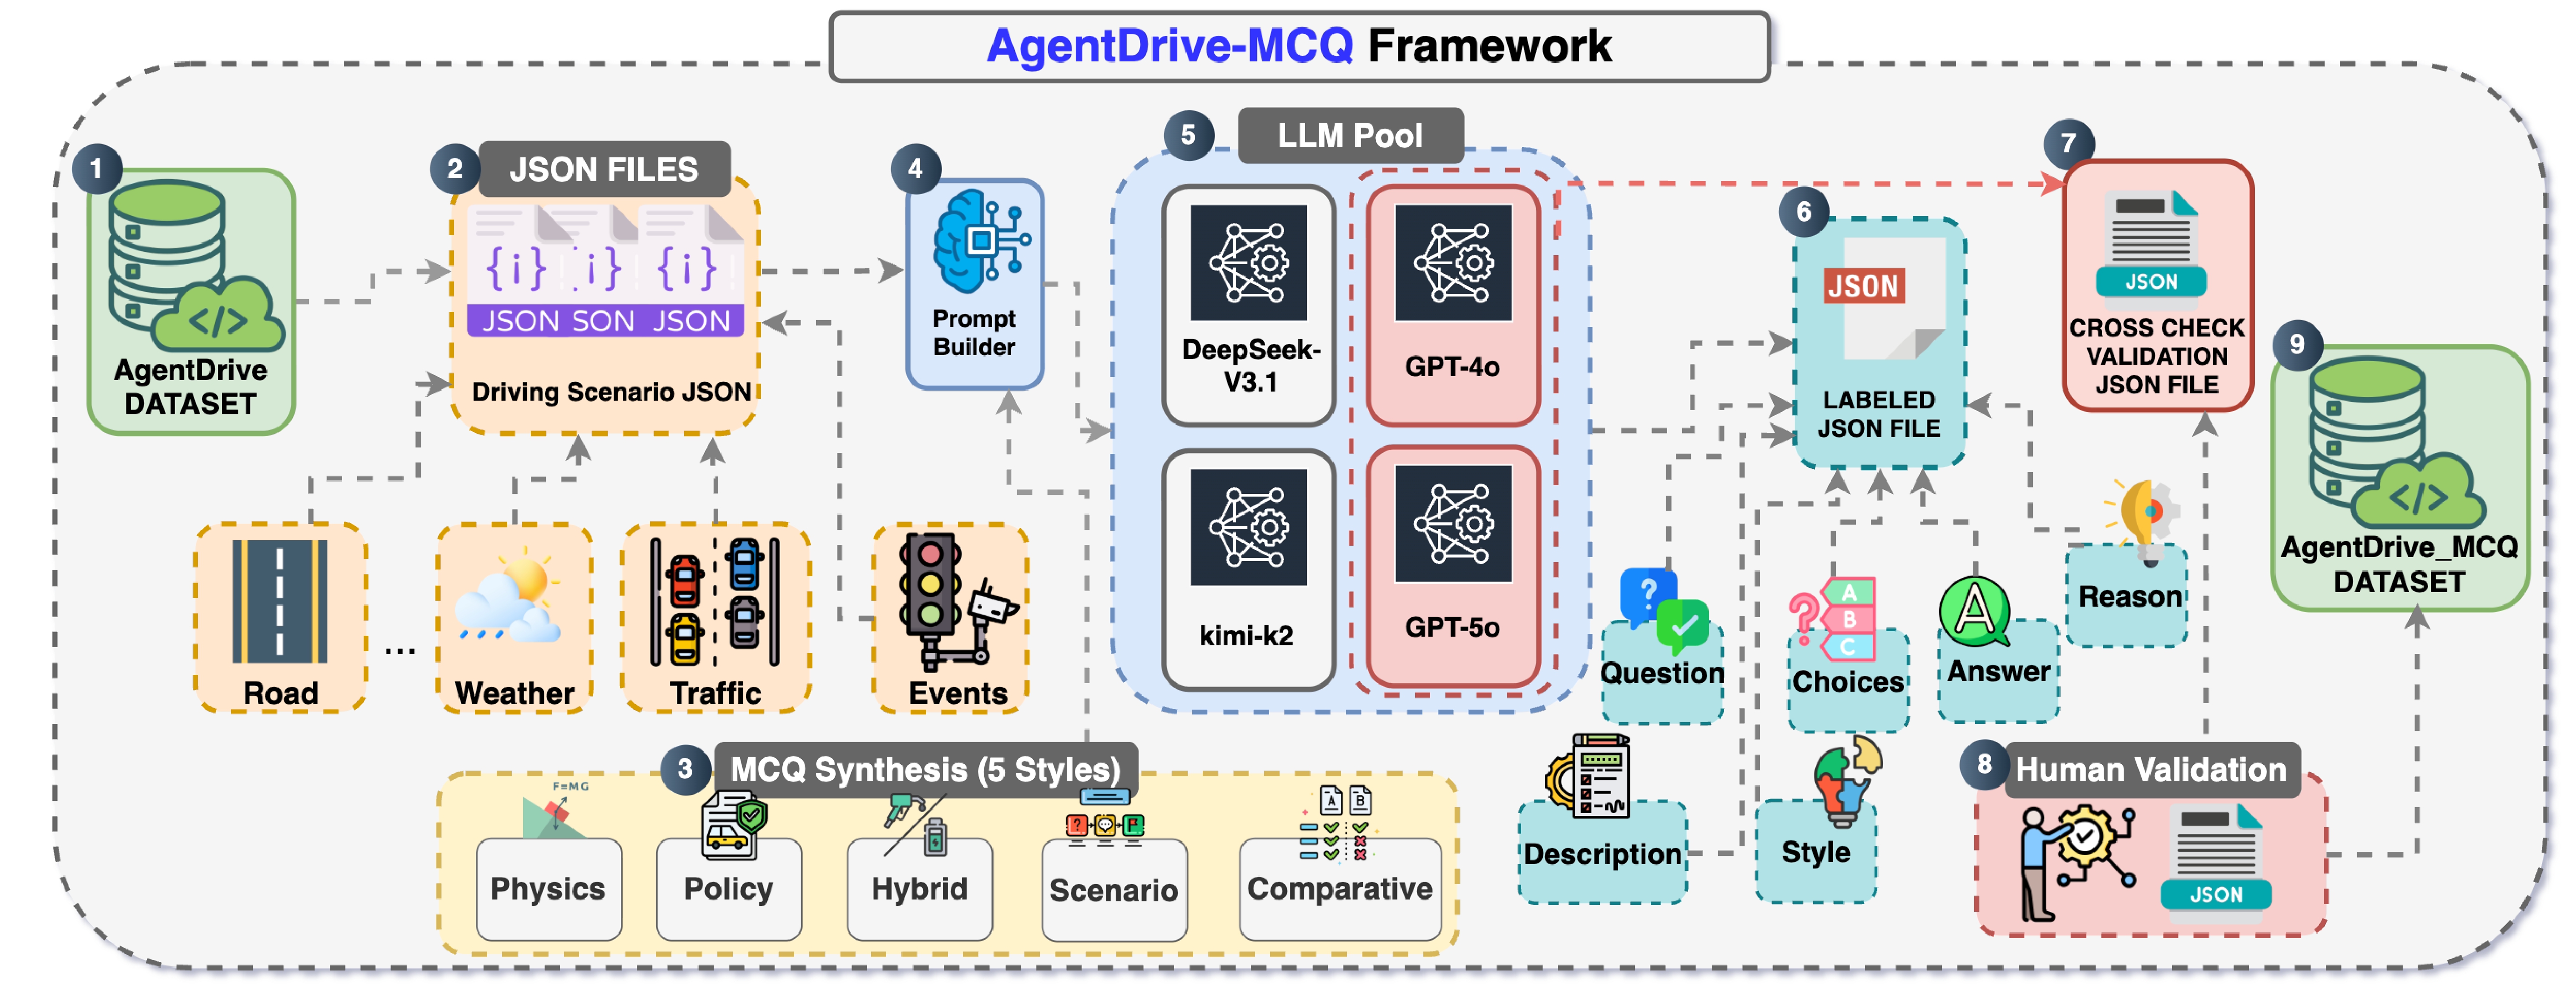 AgentDrive-MCQ Framework
1
AgentDrive
DATASET
2
JSON FILES
{i} {i} {i}
JSON SON JSON
Driving Scenario JSON
Road
...
Weather
Traffic
Events
3
MCQ Synthesis (5 Styles)
F=MG
Physics
Policy
Hybrid
?
Scenario
A B
Comparative
4
Prompt
Builder
5
LLM Pool
DeepSeek-
V3.1
GPT-4o
kimi-k2
GPT-5o
6
JSON
LABELED
JSON FILE
?
Question
?
A
B
C
Choices
A
Answer
Reason
Description
Style
7
JSON
CROSS CHECK
VALIDATION
JSON FILE
8
Human Validation
JSON
9
</>
AgentDrive_MCQ
DATASET